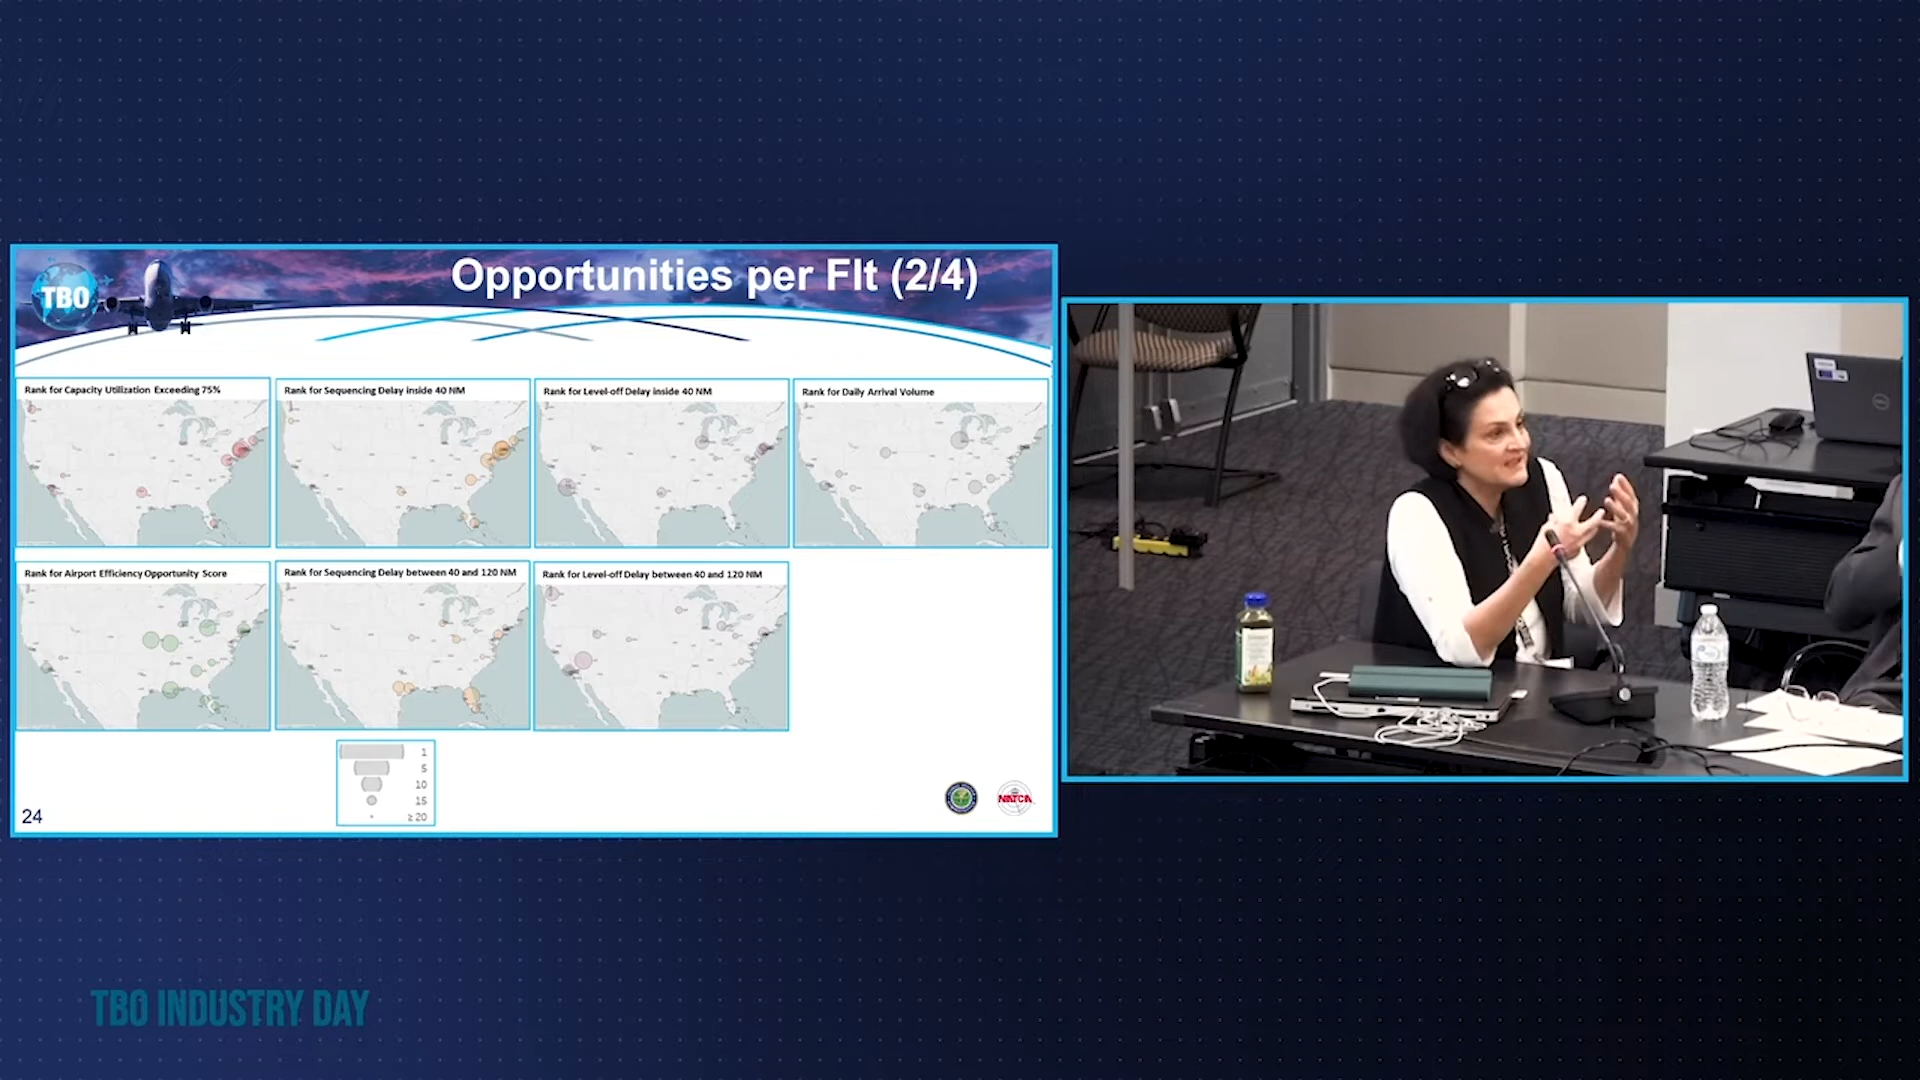 Opportunities per Flt (2/4)
TBO
Rank for Capacity Utilization Exceeding 75%
Rank for Sequencing Delay inside 40 NM
Rank for Level-off Delay inside 40 NM
Rank for Daily Arrival Volume
Rank for Airport Efficiency Opportunity Score
Rank for Sequencing Delay between 40 and 120 NM
Rank for Level-off Delay between 40 and 120 NM
1
5
10
15
≥20
24
NATCA
DELL
TBO INDUSTRY DAY